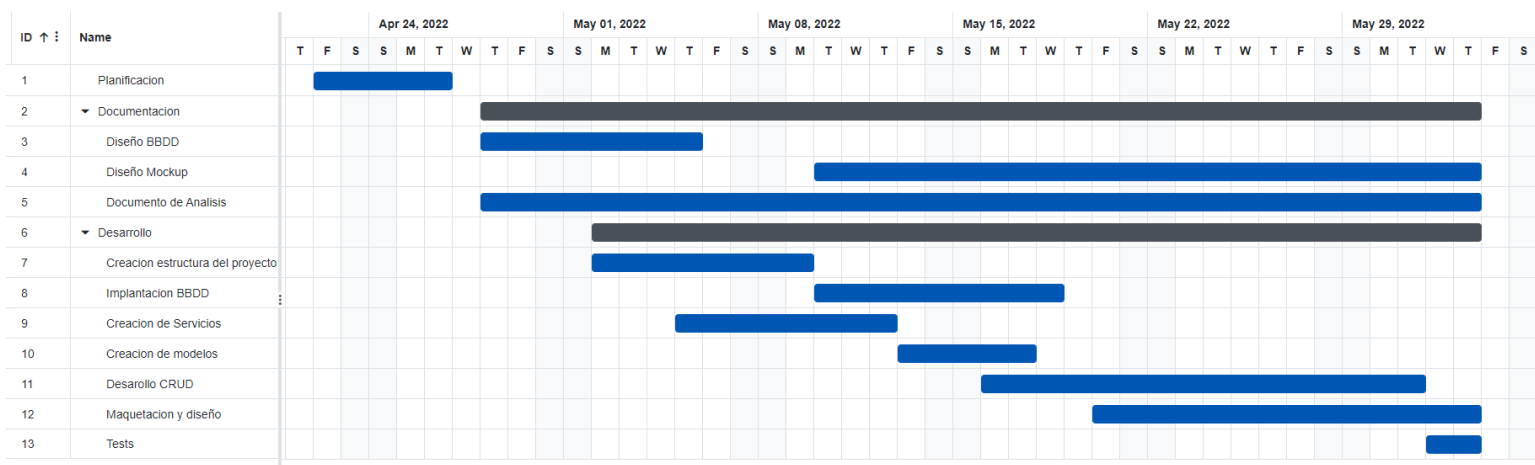 ID Name Apr 24, 2022 May 01, 2022 May 08, 2022 May 15, 2022 May 22, 2022 May 29, 2022
T F S S M T W T F S S M T W T F S S M T W T F S S M T W T F S S M T W T F S S M T W T F S
1 Planificacion
2 Documentacion
3 Diseño BBDD
4 Diseño Mockup
5 Documento de Analisis
6 Desarrollo
7 Creacion estructura del proyecto
8 Implantacion BBDD
9 Creacion de Servicios
10 Creacion de modelos
11 Desarollo CRUD
12 Maquetacion y diseño
13 Tests